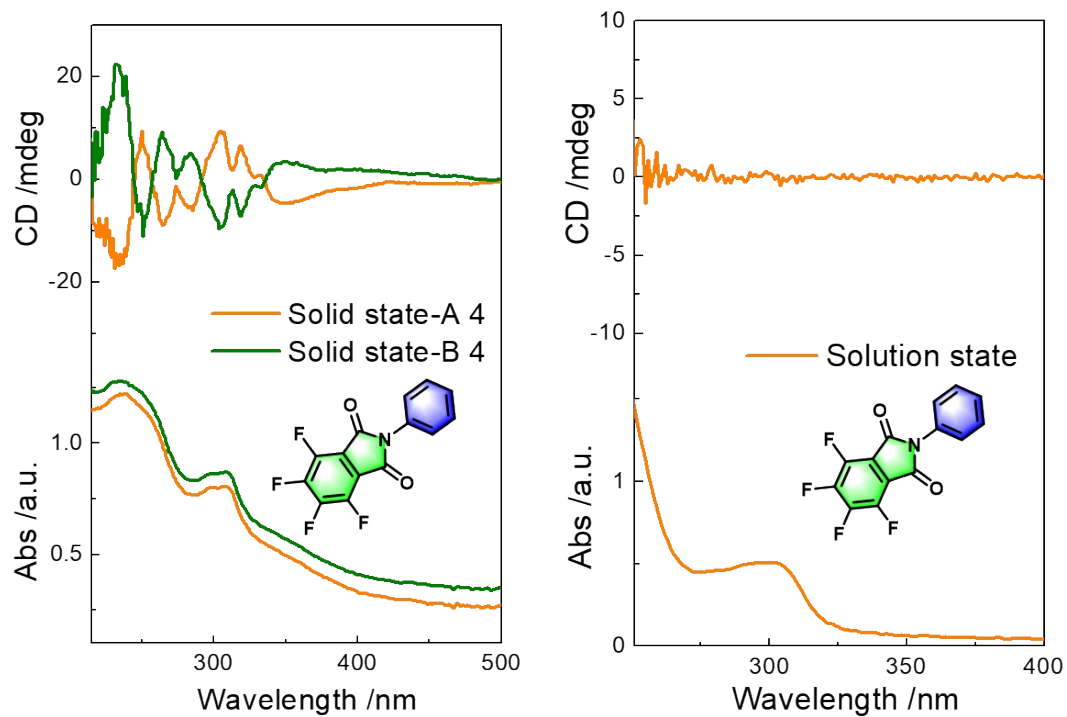 20
0
-20
CD /mdeg
Solid state-A 4
Solid state-B 4
1.0
0.5
Abs /a.u.
O
N
O
F
F
F
F
300
400
500
Wavelength /nm
10
5
0
-5
-10
CD /mdeg
Solution state
1
0
Abs /a.u.
O
N
O
F
F
F
F
300
350
400
Wavelength /nm